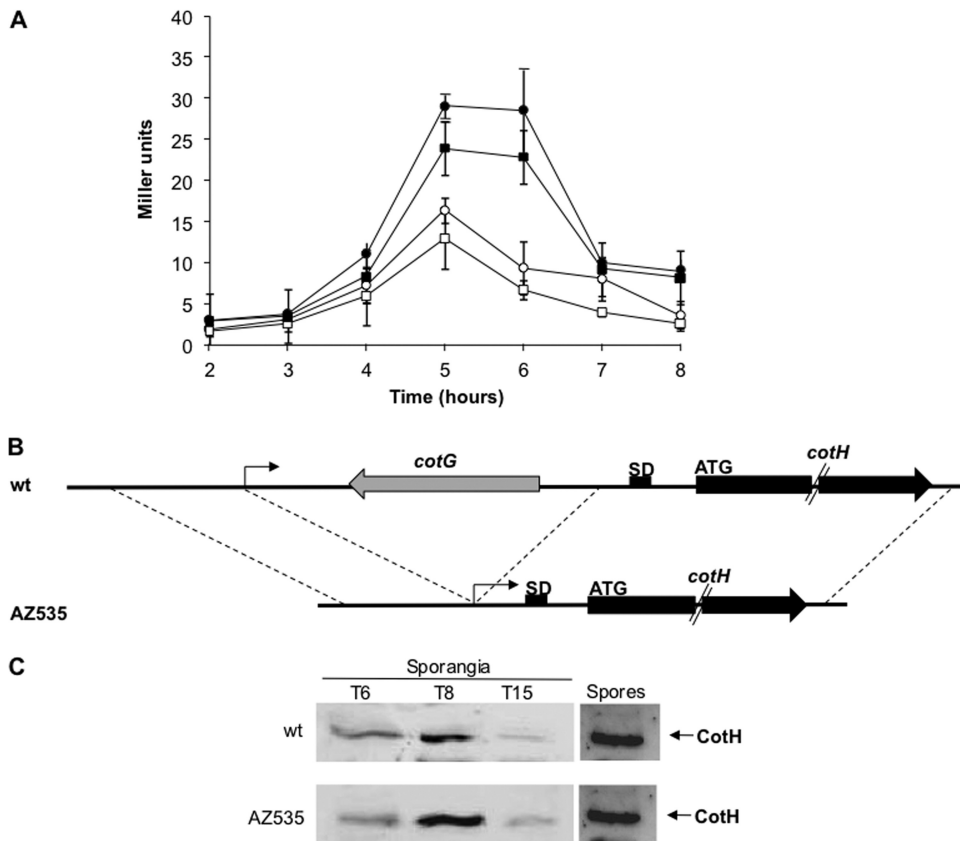 A
Miller units
40
35
30
25
20
15
10
5
0
2 3 4 5 6 7 8
Time (hours)
B
wt
cotG
SD
ATG
cotH
AZ535
SD
ATG
cotH
C
Sporangia
T6 T8 T15
Spores
wt
CotH
AZ535
CotH